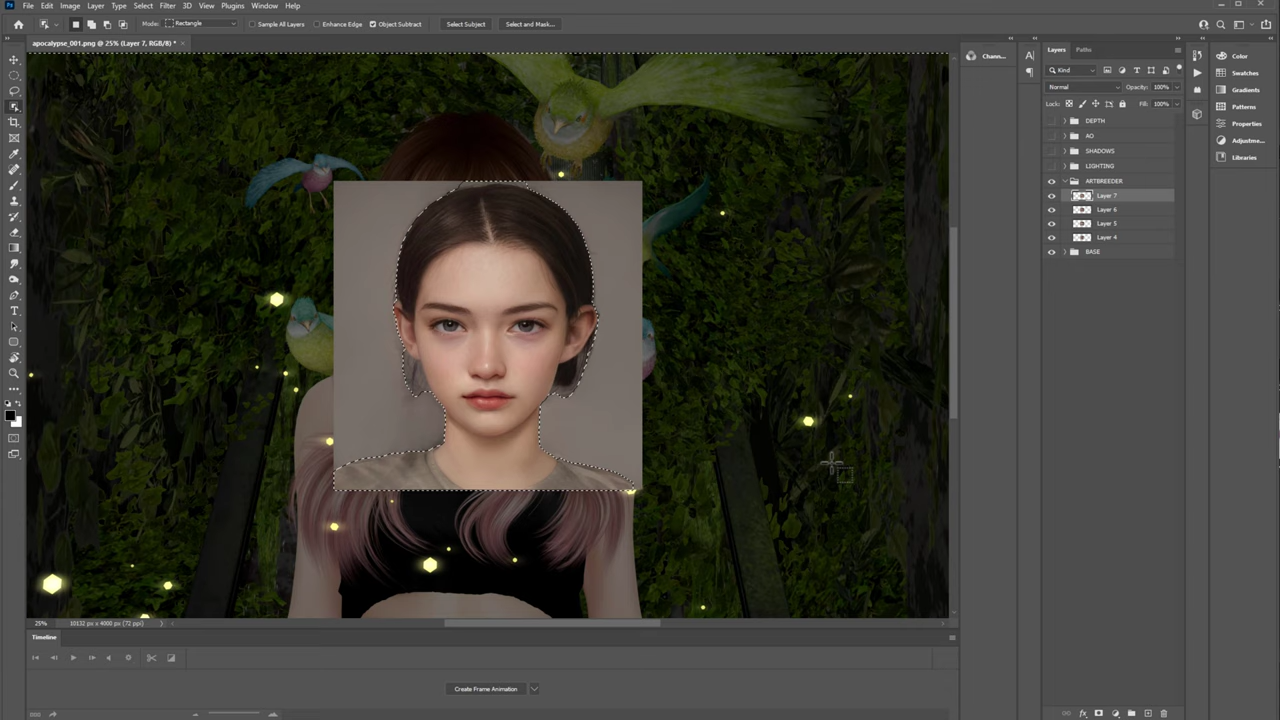 Ps File Edit Image Layer Type Select Filter 3D View Plugins Window Help
Mode: Rectangle Sample All Layers Enhance Edge Object Subtract Select Subject Select and Mask...
apocalypse_001.png @ 25% (Layer 7, RGB/8) *
Chann...
Layers Paths
Kind
Normal Opacity: 100%
Lock: Fill: 100%
DEPTH
AO
SHADOWS
LIGHTING
ARTBREEDER
Layer 7
Layer 6
Layer 5
Layer 4
BASE
Color
Swatches
Gradients
Patterns
Properties
Adjustme...
Libraries
25% 10132 px x 4000 px (72 ppi)
Timeline
Create Frame Animation